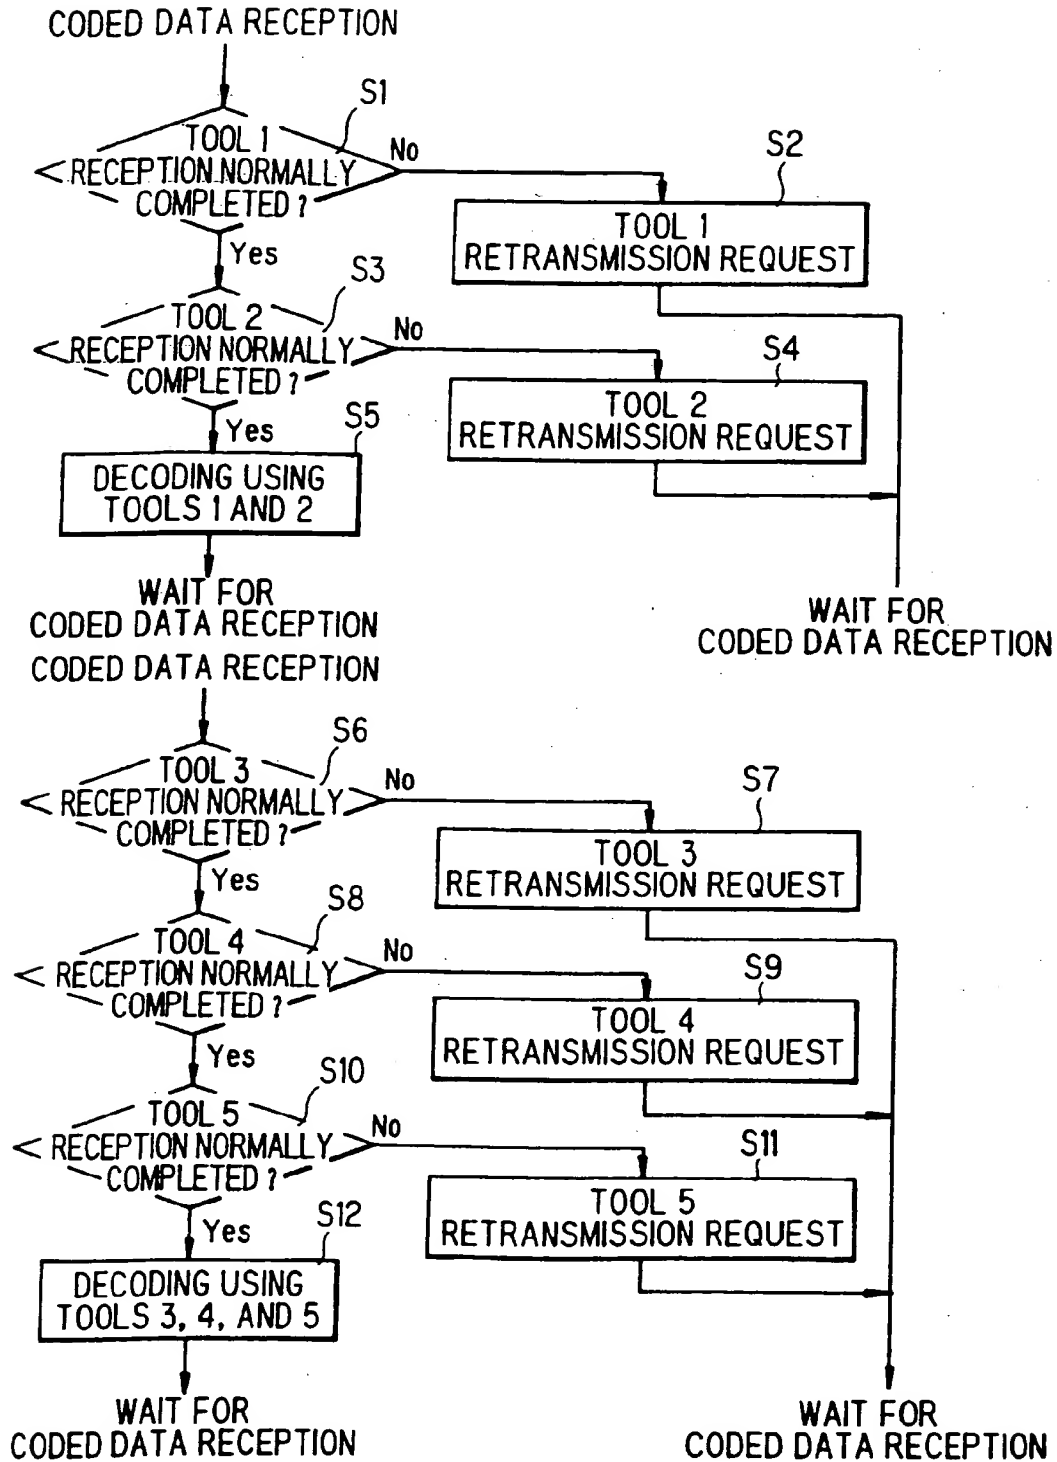 CODED DATA RECEPTION
S1
TOOL 1
RECEPTION NORMALLY
COMPLETED ?
No
S2
TOOL 1
RETRANSMISSION REQUEST
Yes
S3
TOOL 2
RECEPTION NORMALLY
COMPLETED ?
No
S4
TOOL 2
RETRANSMISSION REQUEST
Yes
S5
DECODING USING
TOOLS 1 AND 2
WAIT FOR
CODED DATA RECEPTION
WAIT FOR
CODED DATA RECEPTION
CODED DATA RECEPTION
S6
TOOL 3
RECEPTION NORMALLY
COMPLETED ?
No
S7
TOOL 3
RETRANSMISSION REQUEST
Yes
S8
TOOL 4
RECEPTION NORMALLY
COMPLETED ?
No
S9
TOOL 4
RETRANSMISSION REQUEST
Yes
S10
TOOL 5
RECEPTION NORMALLY
COMPLETED ?
No
S11
TOOL 5
RETRANSMISSION REQUEST
Yes
S12
DECODING USING
TOOLS 3, 4, AND 5
WAIT FOR
CODED DATA RECEPTION
WAIT FOR
CODED DATA RECEPTION